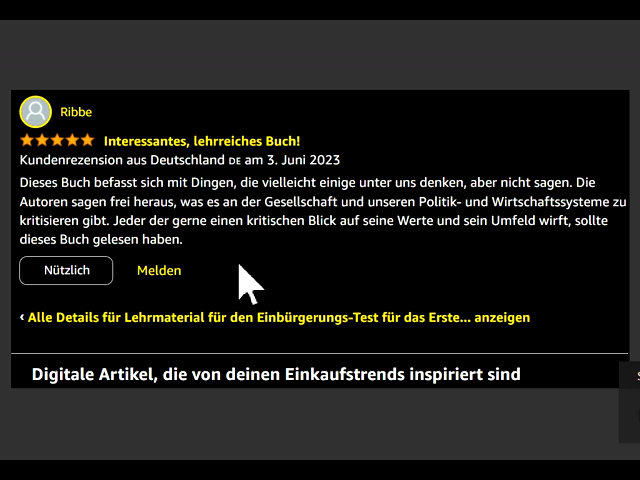 Ribbe
Interessantes, lehrreiches Buch!
Kundenrezension aus Deutschland DE am 3. Juni 2023
Dieses Buch befasst sich mit Dingen, die vielleicht einige unter uns denken, aber nicht sagen. Die
Autoren sagen frei heraus, was es an der Gesellschaft und unseren Politik- und Wirtschaftssysteme zu
kritisieren gibt. Jeder der gerne einen kritischen Blick auf seine Werte und sein Umfeld wirft, sollte
dieses Buch gelesen haben.
Nützlich Melden
‹ Alle Details für Lehrmaterial für den Einbürgerungs-Test für das Erste... anzeigen
Digitale Artikel, die von deinen Einkaufstrends inspiriert sind